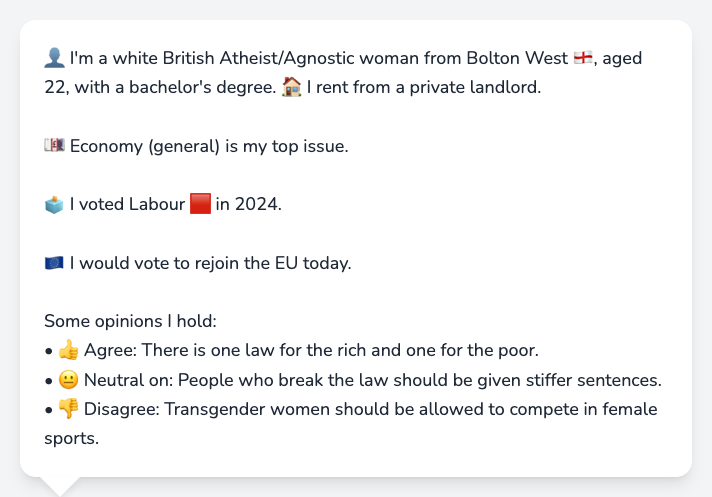 👤 I'm a white British Atheist/Agnostic woman from Bolton West 🏴󠁧󠁢󠁥󠁮󠁧󠁿, aged
22, with a bachelor's degree. 🏠 I rent from a private landlord.
💷 Economy (general) is my top issue.
🗳️ I voted Labour 🟥 in 2024.
🇪🇺 I would vote to rejoin the EU today.
Some opinions I hold:
• 👍 Agree: There is one law for the rich and one for the poor.
• 😐 Neutral on: People who break the law should be given stiffer sentences.
• 👎 Disagree: Transgender women should be allowed to compete in female
sports.